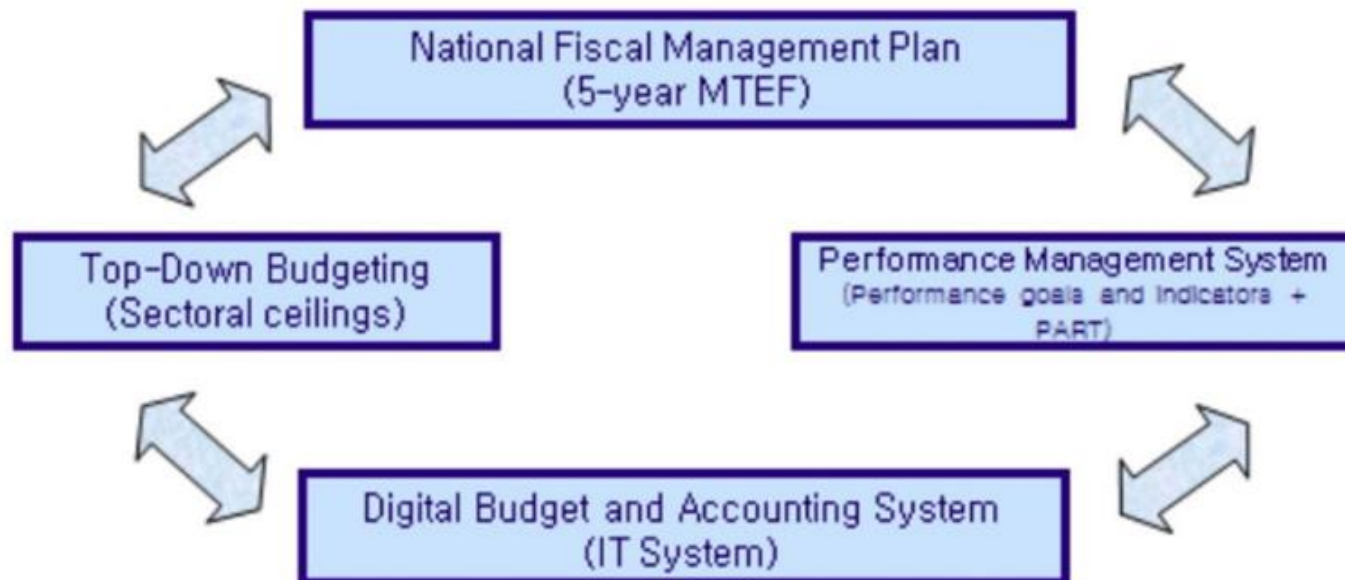 National Fiscal Management Plan
(5-year MTEF)
Top-Down Budgeting
(Sectoral ceilings)
Performance Management System
(Performance goals and indicators +
PART)
Digital Budget and Accounting System
(IT System)